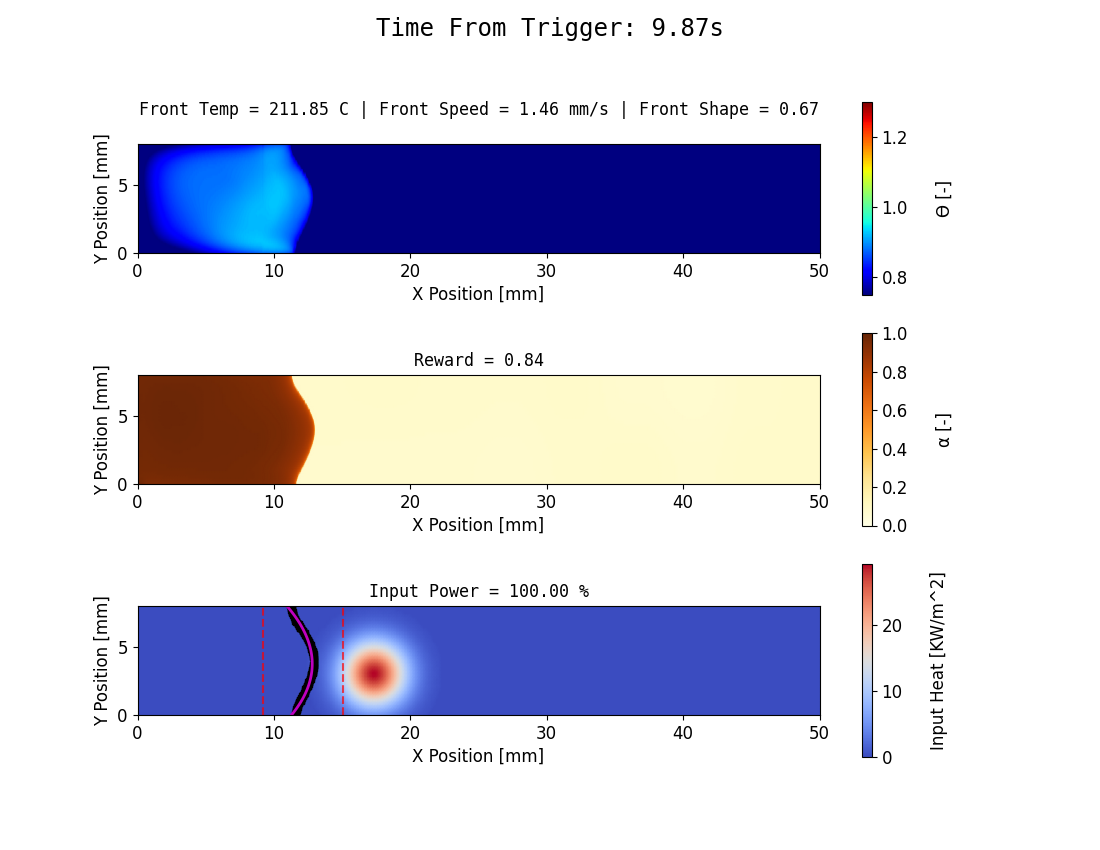 Time From Trigger: 9.87s
Front Temp = 211.85 C | Front Speed = 1.46 mm/s | Front Shape = 0.67
Y Position [mm]
5
0
0 10 20 30 40 50
X Position [mm]
1.2
1.0
0.8
Θ [-]
Reward = 0.84
Y Position [mm]
5
0
0 10 20 30 40 50
X Position [mm]
1.0
0.8
0.6
0.4
0.2
0.0
α [-]
Input Power = 100.00 %
Y Position [mm]
5
0
0 10 20 30 40 50
X Position [mm]
20
10
0
Input Heat [KW/m^2]